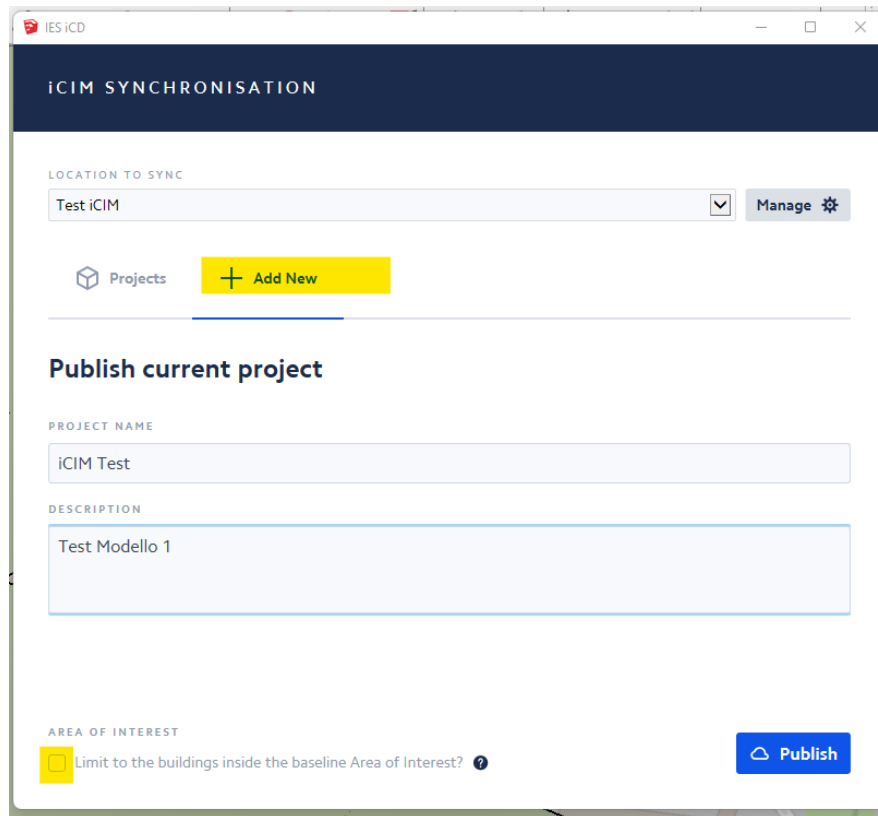 IES iCD
iCIM SYNCHRONISATION
LOCATION TO SYNC
Test iCIM
Manage
Projects
Add New
Publish current project
PROJECT NAME
iCIM Test
DESCRIPTION
Test Modello 1
AREA OF INTEREST
Limit to the buildings inside the baseline Area of Interest? ?
Publish